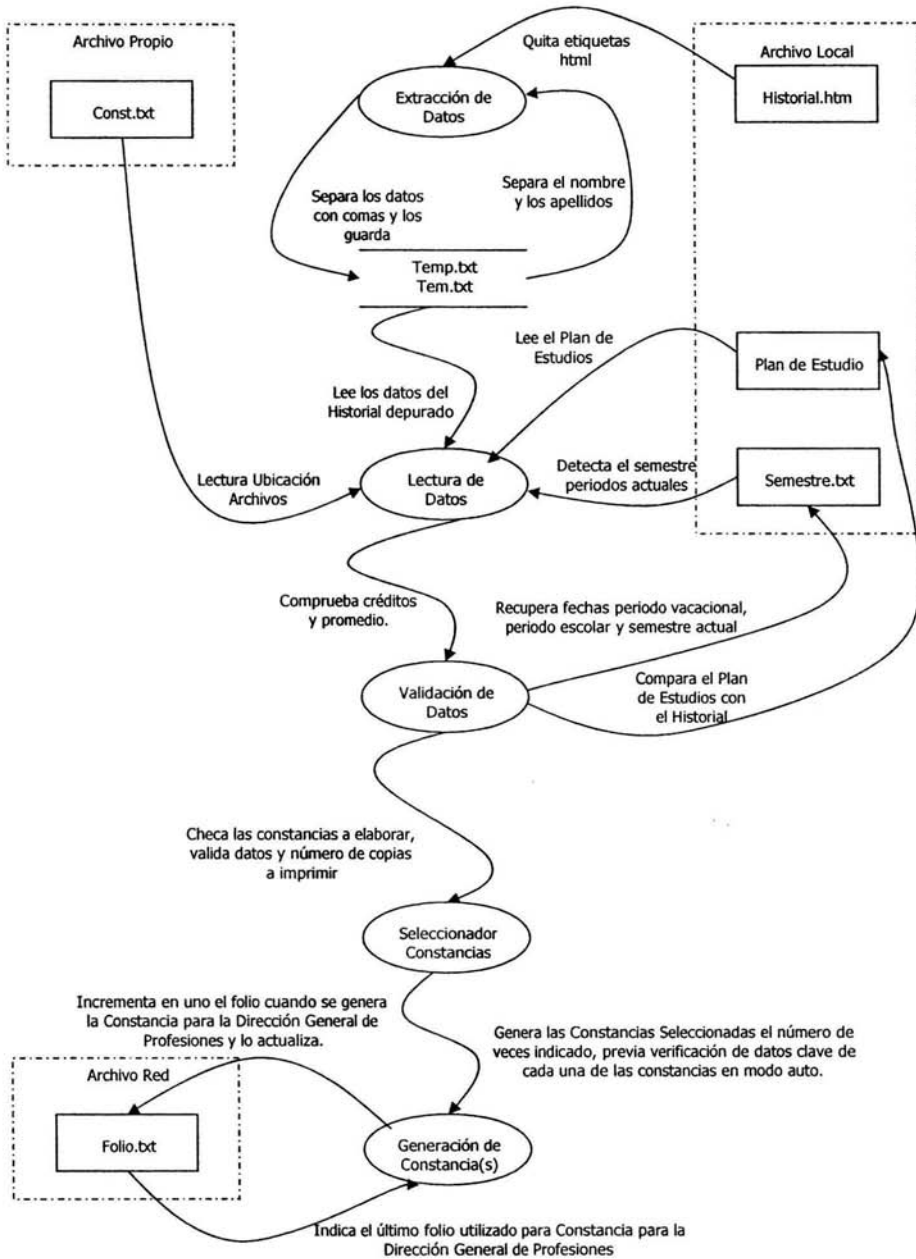 Archivo Propio
Const.txt
Quita etiquetas
html
Archivo Local
Historial.htm
Extracción de
Datos
Separa los datos
con comas y los
guarda
Separa el nombre
y los apellidos
Temp.txt
Tem.txt
Lee el Plan de
Estudios
Plan de Estudio
Lee los datos del
Historial depurado
Lectura Ubicación
Archivos
Lectura de
Datos
Detecta el semestre
periodos actuales
Semestre.txt
Comprueba créditos
y promedio.
Recupera fechas periodo vacacional,
periodo escolar y semestre actual
Validación de
Datos
Compara el Plan
de Estudios con
el Historial
Checa las constancias a elaborar,
valida datos y número de copias
a imprimir
Seleccionador
Constancias
Incrementa en uno el folio cuando se genera
la Constancia para la Dirección General de
Profesiones y lo actualiza.
Genera las Constancias Seleccionadas el número de
veces indicado, previa verificación de datos clave de
cada una de las constancias en modo auto.
Archivo Red
Folio.txt
Generación de
Constancia(s)
Indica el último folio utilizado para Constancia para la
Dirección General de Profesiones